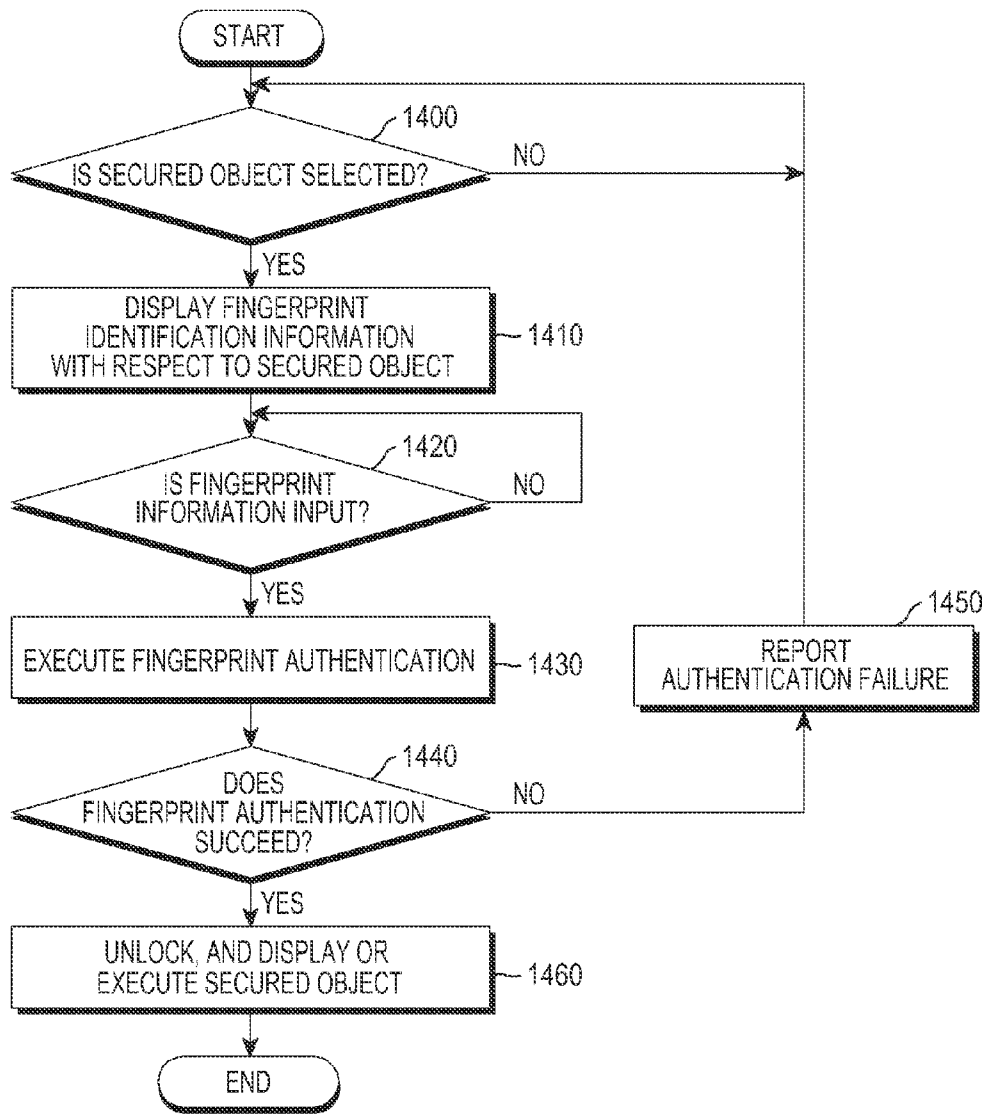 START
1400
IS SECURED OBJECT SELECTED?
NO
YES
DISPLAY FINGERPRINT
IDENTIFICATION INFORMATION
WITH RESPECT TO SECURED OBJECT
1410
1420
IS FINGERPRINT
INFORMATION INPUT?
NO
YES
EXECUTE FINGERPRINT AUTHENTICATION
1430
1450
REPORT
AUTHENTICATION FAILURE
1440
DOES
FINGERPRINT AUTHENTICATION
SUCCEED?
NO
YES
UNLOCK, AND DISPLAY OR
EXECUTE SECURED OBJECT
1460
END